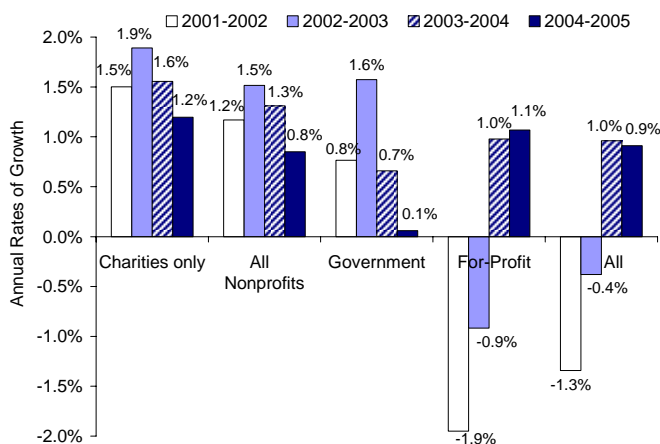 2001-2002 2002-2003 2003-2004 2004-2005
Annual Rates of Growth
2.0%
1.5%
1.0%
0.5%
0.0%
-0.5%
-1.0%
-1.5%
-2.0%
1.5% 1.9% 1.6% 1.2%
1.2% 1.5% 1.3% 0.8%
0.8% 1.6% 0.7% 0.1%
-1.9% -0.9% 1.0% 1.1%
-1.3% -0.4% 1.0% 0.9%
Charities only
All
Nonprofits
Government
For-Profit
All